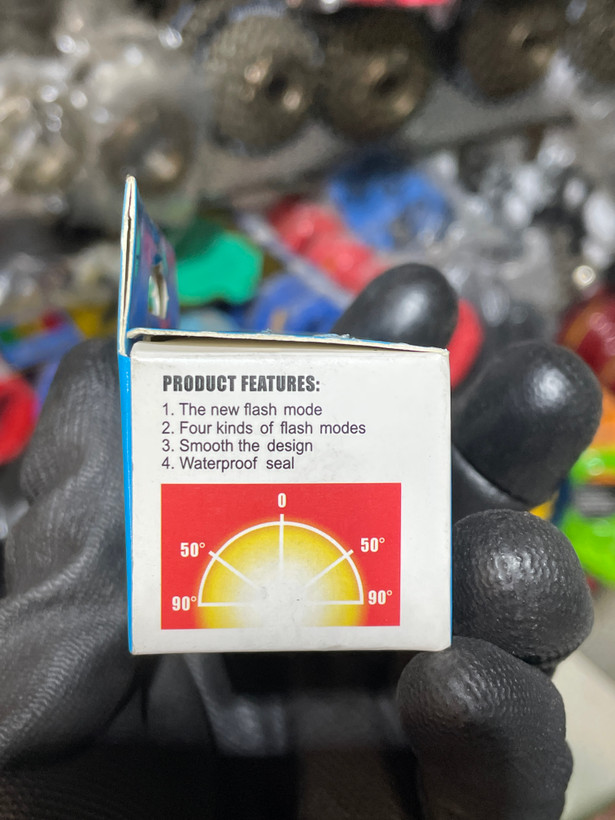 PRODUCT FEATURES:
1. The new flash mode
2. Four kinds of flash modes
3. Smooth the design
4. Waterproof seal
0
50° 50°
90° 90°